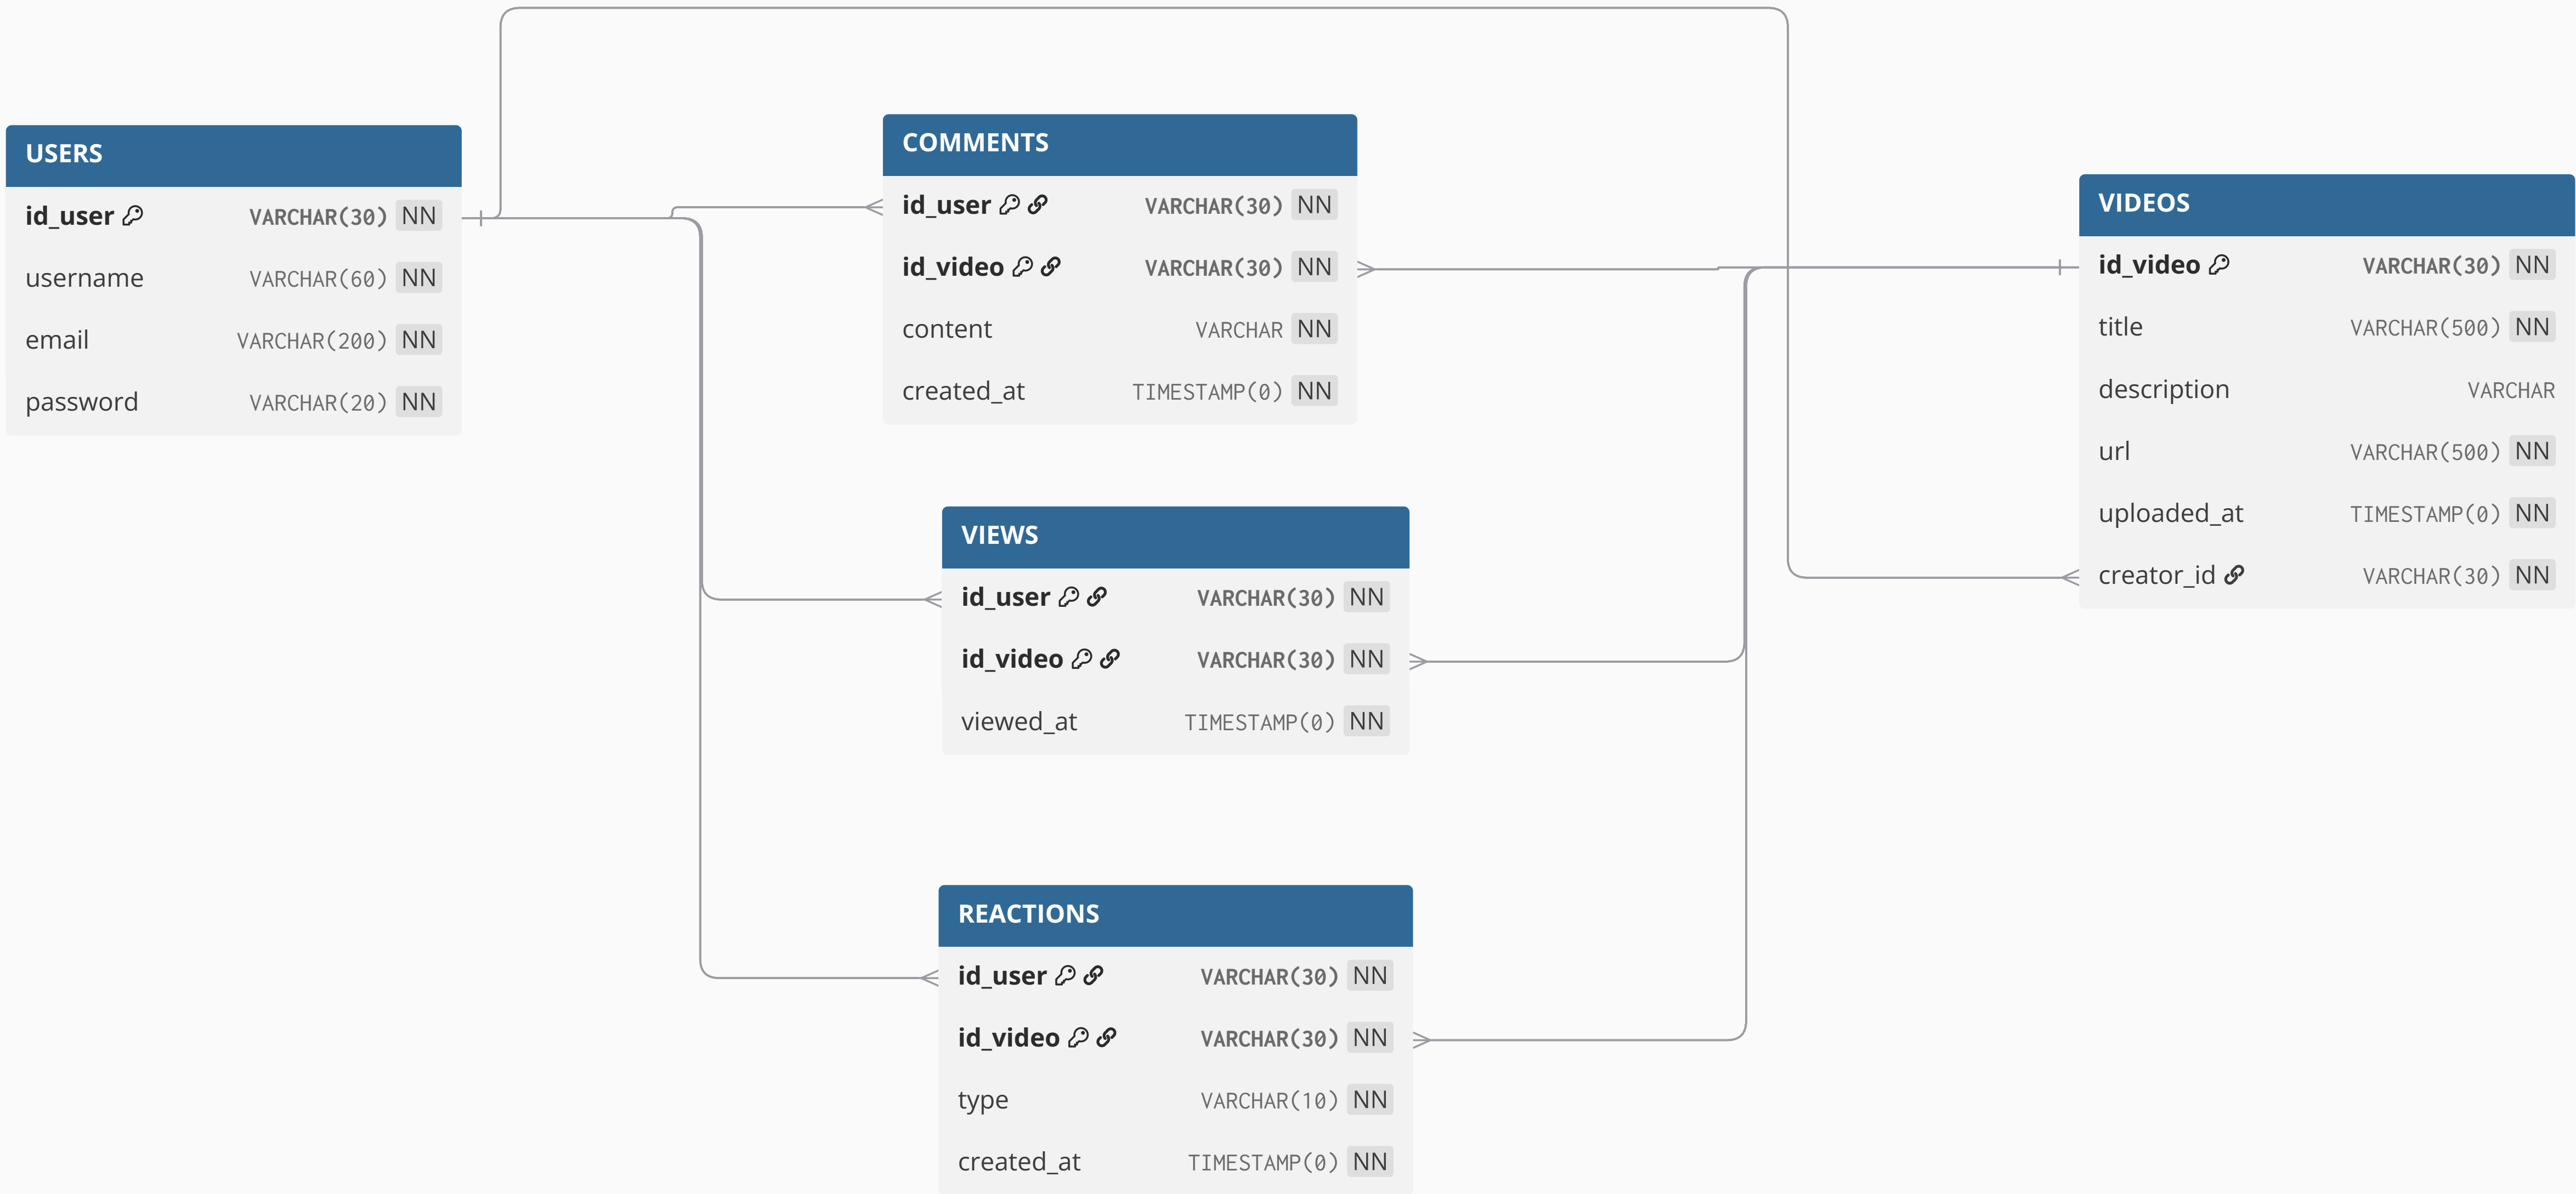 USERS
id_user VARCHAR(30) NN
username VARCHAR(60) NN
email VARCHAR(200) NN
password VARCHAR(20) NN
COMMENTS
id_user VARCHAR(30) NN
id_video VARCHAR(30) NN
content VARCHAR NN
created_at TIMESTAMP(0) NN
VIEWS
id_user VARCHAR(30) NN
id_video VARCHAR(30) NN
viewed_at TIMESTAMP(0) NN
REACTIONS
id_user VARCHAR(30) NN
id_video VARCHAR(30) NN
type VARCHAR(10) NN
created_at TIMESTAMP(0) NN
VIDEOS
id_video VARCHAR(30) NN
title VARCHAR(500) NN
description VARCHAR
url VARCHAR(500) NN
uploaded_at TIMESTAMP(0) NN
creator_id VARCHAR(30) NN